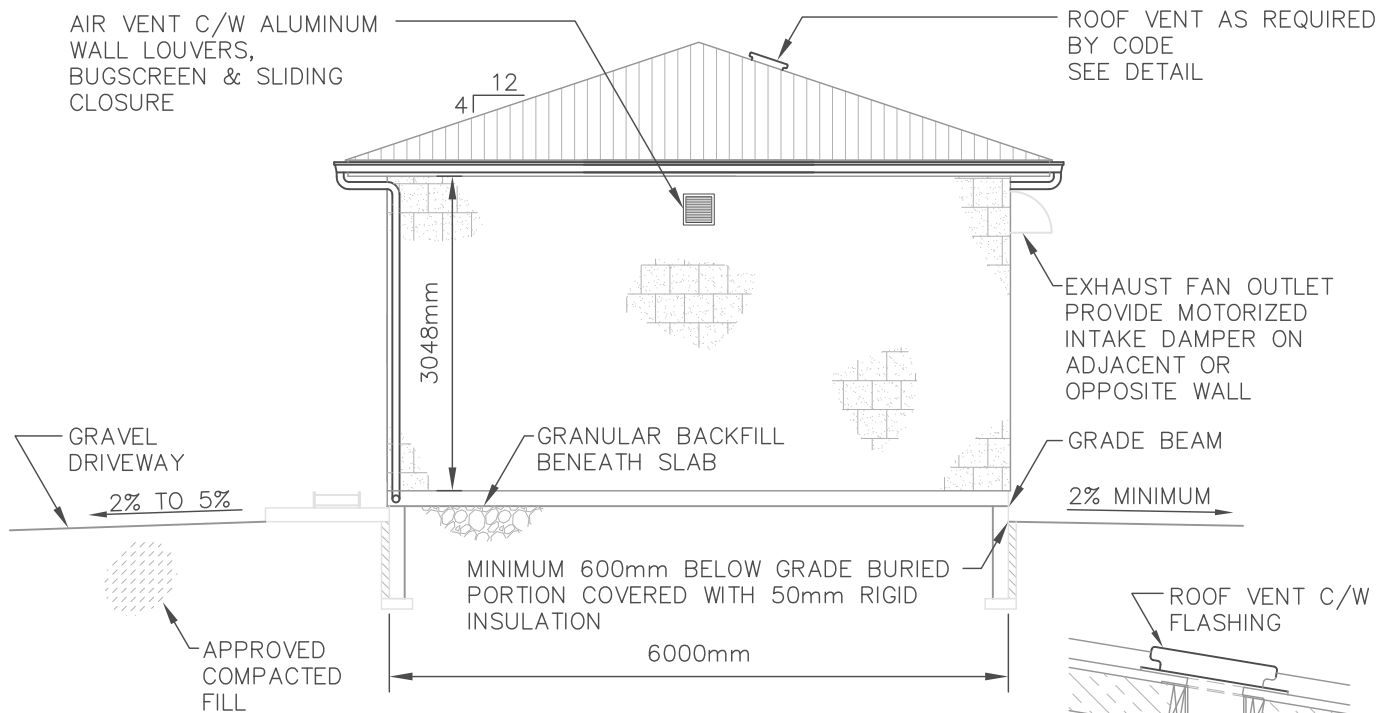 AIR VENT C/W ALUMINUM
WALL LOUVERS,
BUGSCREEN & SLIDING
CLOSURE
ROOF VENT AS REQUIRED
BY CODE
SEE DETAIL
12
4
3048mm
EXHAUST FAN OUTLET
PROVIDE MOTORIZED
INTAKE DAMPER ON
ADJACENT OR
OPPOSITE WALL
GRAVEL
DRIVEWAY
GRANULAR BACKFILL
BENEATH SLAB
GRADE BEAM
2% TO 5%
2% MINIMUM
MINIMUM 600mm BELOW GRADE BURIED
PORTION COVERED WITH 50mm RIGID
INSULATION
ROOF VENT C/W
FLASHING
APPROVED
COMPACTED
FILL
6000mm